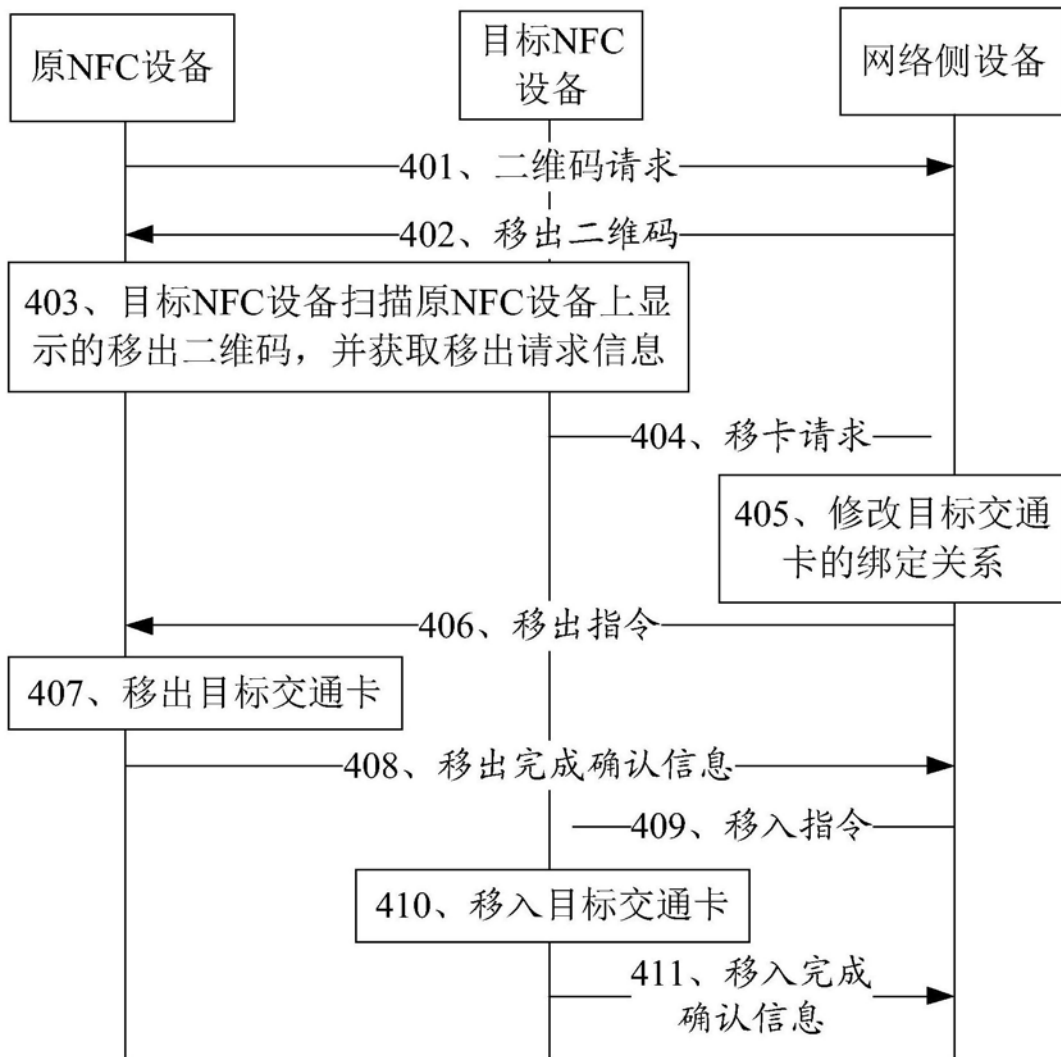 原NFC设备
目标NFC
设备
网络侧设备
401、二维码请求
402、移出二维码
403、目标NFC设备扫描原NFC设备上显
示的移出二维码，并获取移出请求信息
404、移卡请求
405、修改目标交通
卡的绑定关系
406、移出指令
407、移出目标交通卡
408、移出完成确认信息
409、移入指令
410、移入目标交通卡
411、移入完成
确认信息